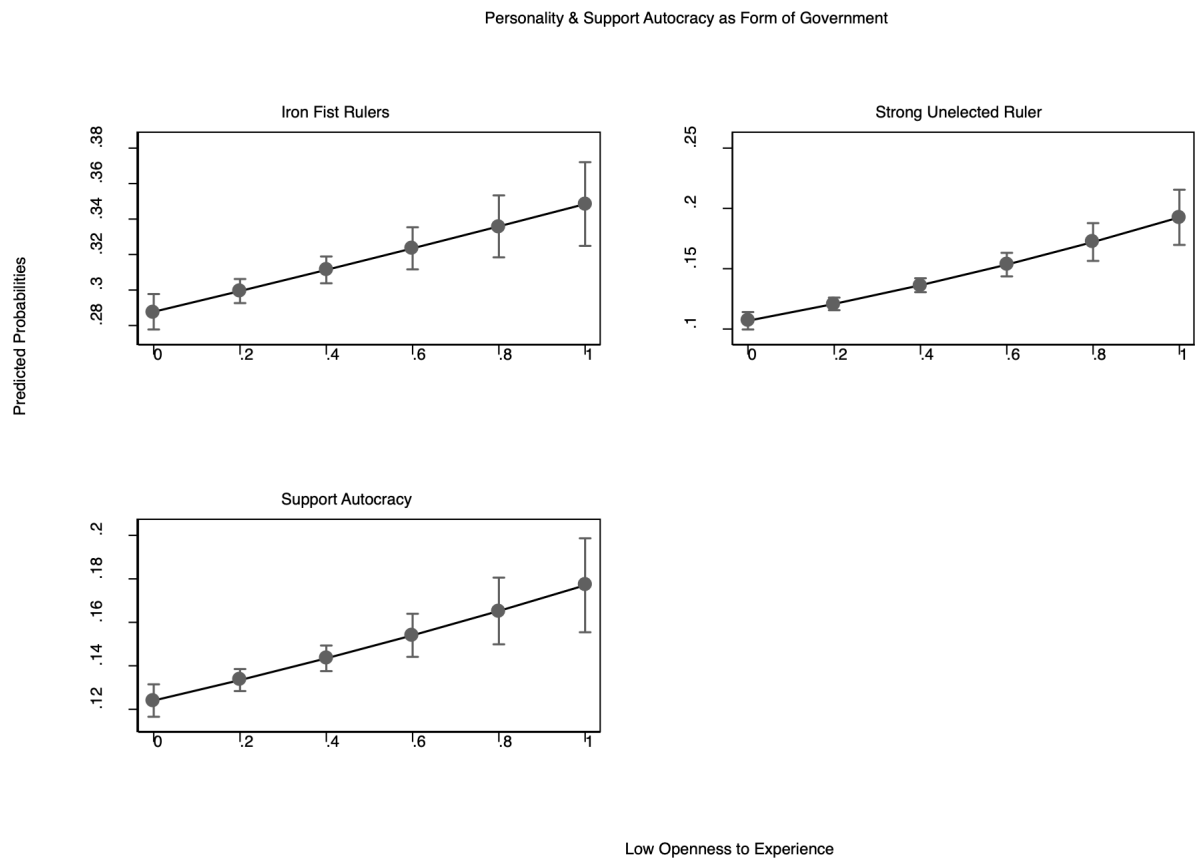 Personality & Support Autocracy as Form of Government
Predicted Probabilities
Iron Fist Rulers
.38
.36
.34
.32
.3
.28
0 .2 .4 .6 .8 1
Strong Unelected Ruler
.25
.2
.15
.1
0 .2 .4 .6 .8 1
Support Autocracy
.2
.18
.16
.14
.12
0 .2 .4 .6 .8 1
Low Openness to Experience